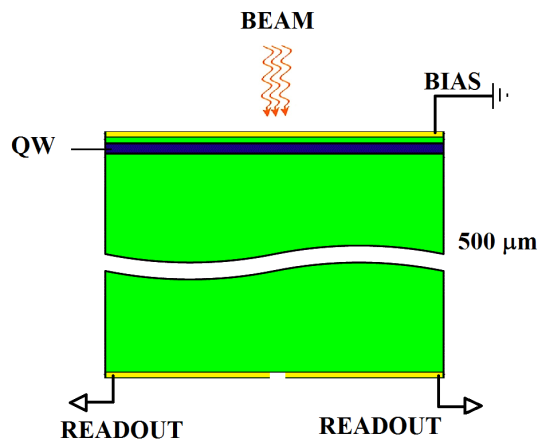 BEAM
BIAS
QW
500 µm
READOUT
READOUT